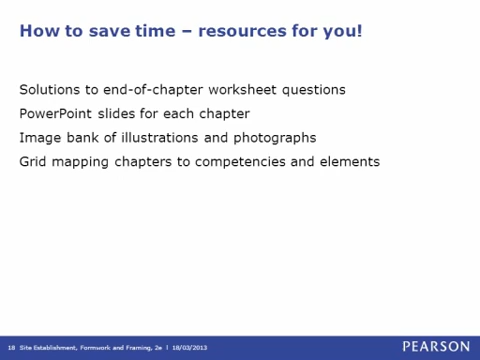 How to save time – resources for you!
Solutions to end-of-chapter worksheet questions
PowerPoint slides for each chapter
Image bank of illustrations and photographs
Grid mapping chapters to competencies and elements
18 Site Establishment, Formwork and Framing, 2e l 18/03/2013
PEARSON